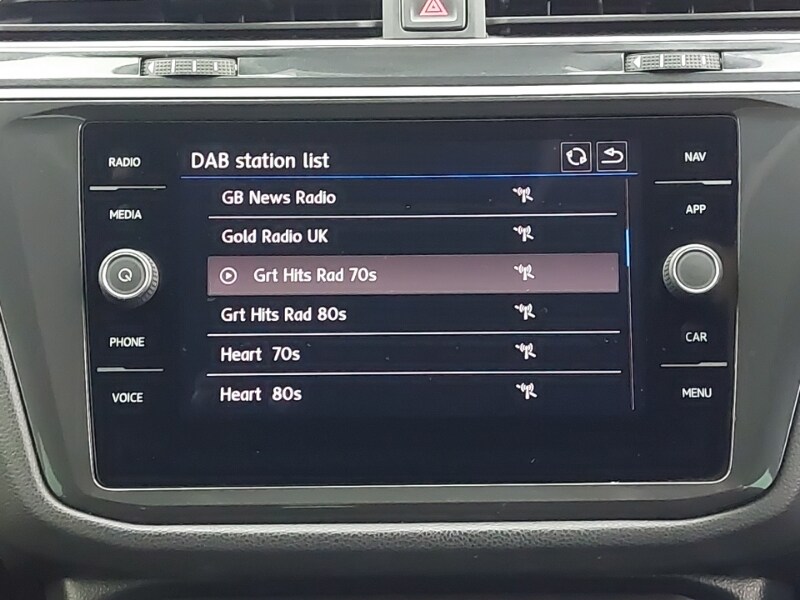 DAB station list
GB News Radio
Gold Radio UK
Grt Hits Rad 70s
Grt Hits Rad 80s
Heart 70s
Heart 80s
RADIO
MEDIA
PHONE
VOICE
NAV
APP
CAR
MENU